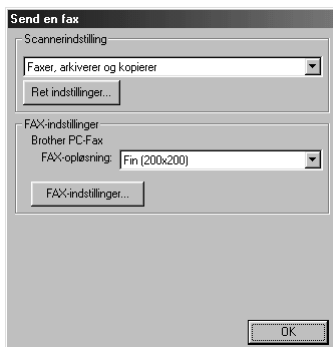 Send en fax
Scannerindstilling
Faxer, arkiverer og kopierer
Ret indstillinger...
FAX-indstillinger
Brother PC-Fax
FAX-opløsning: Fin (200x200)
FAX-indstillinger...
OK